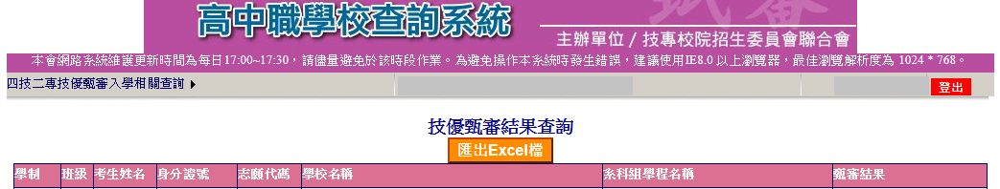 高中職學校查詢系統
甄審
主辦單位 / 技專校院招生委員會聯合會
本會網路系統維護更新時間為每日17:00~17:30，請儘量避免於該時段作業。為避免操作本系統時發生錯誤，建議使用IE8.0 以上瀏覽器，最佳瀏覽解析度為 1024 * 768。
四技二專技優甄審入學相關查詢
登出
技優甄審結果查詢
匯出Excel檔
學制 班級 考生姓名 身分證號 志願代碼 學校名稱 系科組學程名稱 甄審結果